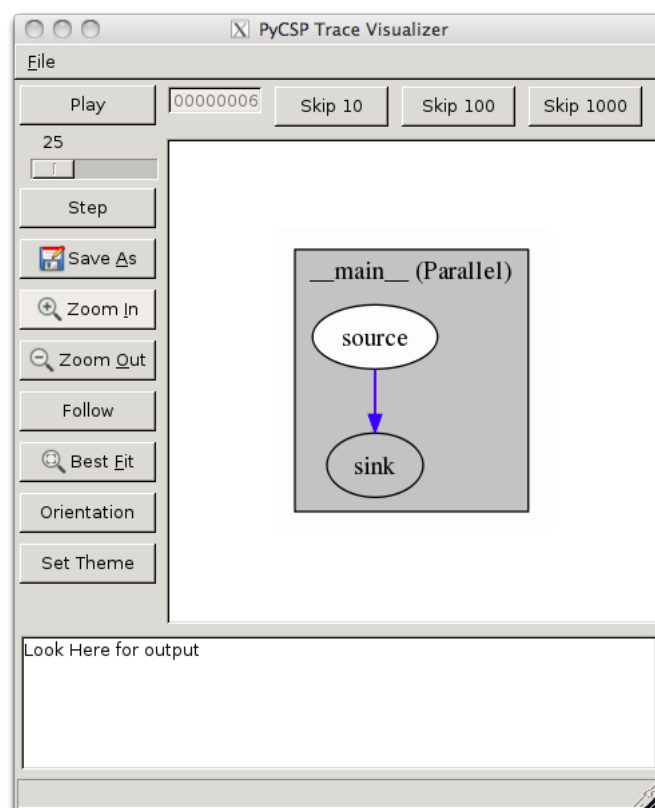 PyCSP Trace Visualizer
File
Play
00000006
Skip 10
Skip 100
Skip 1000
25
Step
Save As
Zoom In
Zoom Out
Follow
Best Fit
Orientation
Set Theme
__main__ (Parallel)
source
sink
Look Here for output